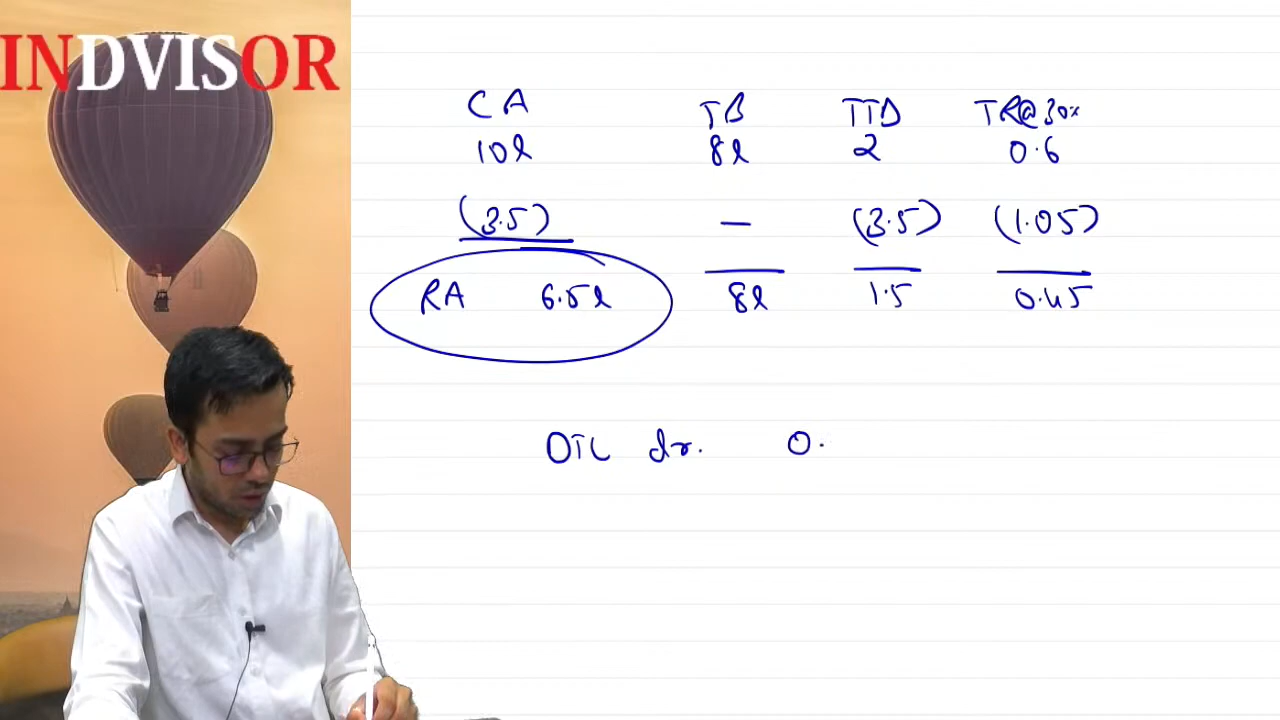 INDVISOR
CA TB TTD TR@30%
10l 8l 2 0.6
(3.5) — (3.5) (1.05)
RA 6.5l 8l 1.5 0.45
DTL dr. 0.